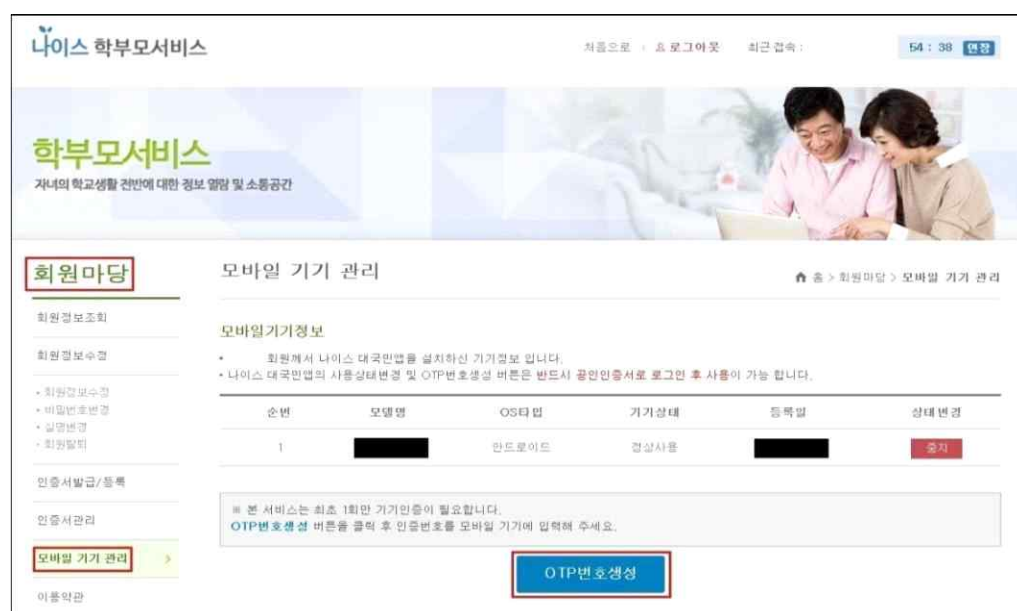 나이스 학부모서비스
처음으로 로그아웃 최근접속 : 54 : 38 연장
학부모서비스
자녀의 학교생활 전반에 대한 정보 열람 및 소통공간
회원마당
모바일 기기 관리
홈 > 회원마당 > 모바일 기기 관리
회원정보조회
회원정보수정
• 회원정보수정
• 비밀번호변경
• 실명변경
• 회원탈퇴
인증서발급/등록
인증서관리
모바일 기기 관리 >
이용약관
모바일기기정보
• 회원께서 나이스 대국민앱을 설치하신 기기정보 입니다.
• 나이스 대국민앱의 사용상태변경 및 OTP번호생성 버튼은 반드시 공인인증서로 로그인 후 사용이 가능 합니다.
순번 모델명 OS타입 기기상태 등록일 상태변경
1 안드로이드 정상사용 중지
※ 본 서비스는 최초 1회만 기기인증이 필요합니다.
OTP번호생성 버튼을 클릭 후 인증번호를 모바일 기기에 입력해 주세요.
OTP번호생성